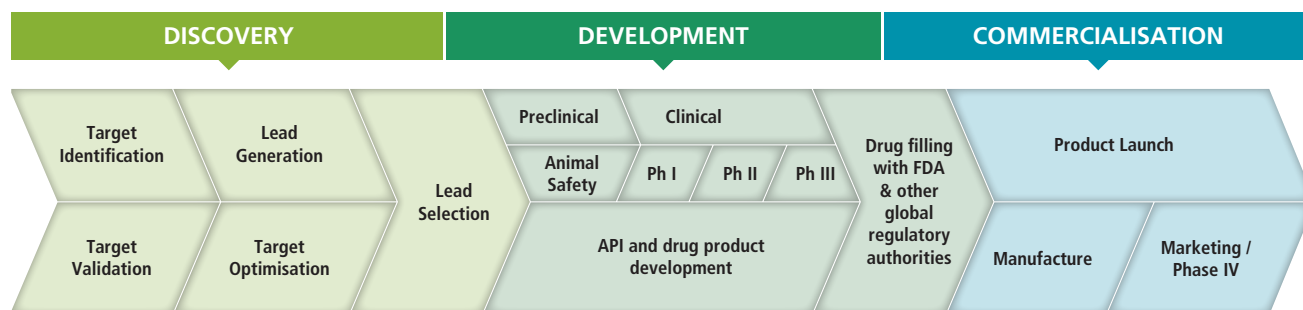 DISCOVERY
DEVELOPMENT
COMMERCIALISATION
Target
Identification
Lead
Generation
Target
Validation
Target
Optimisation
Lead
Selection
Preclinical
Clinical
Animal
Safety
Ph I
Ph II
Ph III
API and drug product
development
Drug filling
with FDA
& other
global
regulatory
authorities
Product Launch
Manufacture
Marketing /
Phase IV